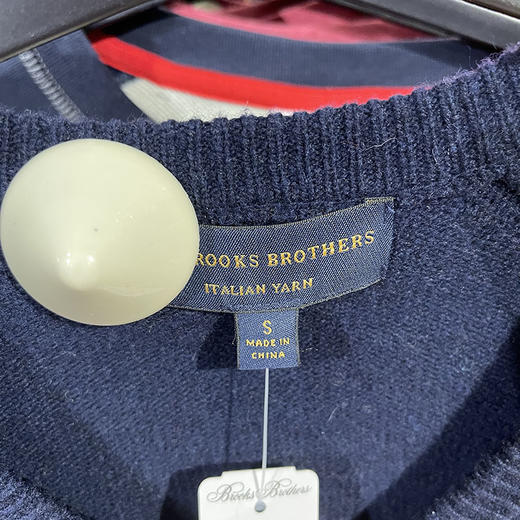 ROOKS BROTHERS
ITALIAN YARN
S
MADE IN
CHINA
Brooks Brothers